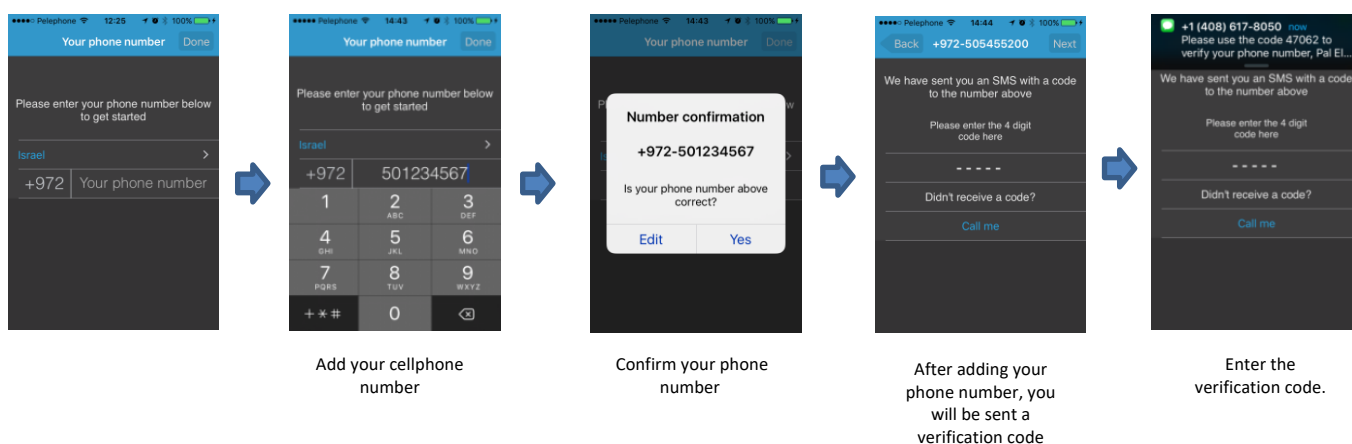 Pelephone 12:25 100%
Your phone number Done
Please enter your phone number below
to get started
Israel
+972 Your phone number
Pelephone 14:43 100%
Your phone number Done
Please enter your phone number below
to get started
Israel
+972 501234567
1 2 3
ABC DEF
4 5 6
GHI JKL MNO
7 8 9
PQRS TUV WXYZ
+*# 0
Add your cellphone
number
Pelephone 14:43 100%
Your phone number Done
Number confirmation
+972-501234567
Is your phone number above
correct?
Edit Yes
Confirm your phone
number
Pelephone 14:44 100%
Back +972-505455200 Next
We have sent you an SMS with a code
to the number above
Please enter the 4 digit
code here
- - - - -
Didn't receive a code?
Call me
After adding your
phone number, you
will be sent a
verification code
+1 (408) 617-8050 now
Please use the code 47062 to
verify your phone number, Pal El...
We have sent you an SMS with a code
to the number above
Please enter the 4 digit
code here
- - - - -
Didn't receive a code?
Call me
Enter the
verification code.